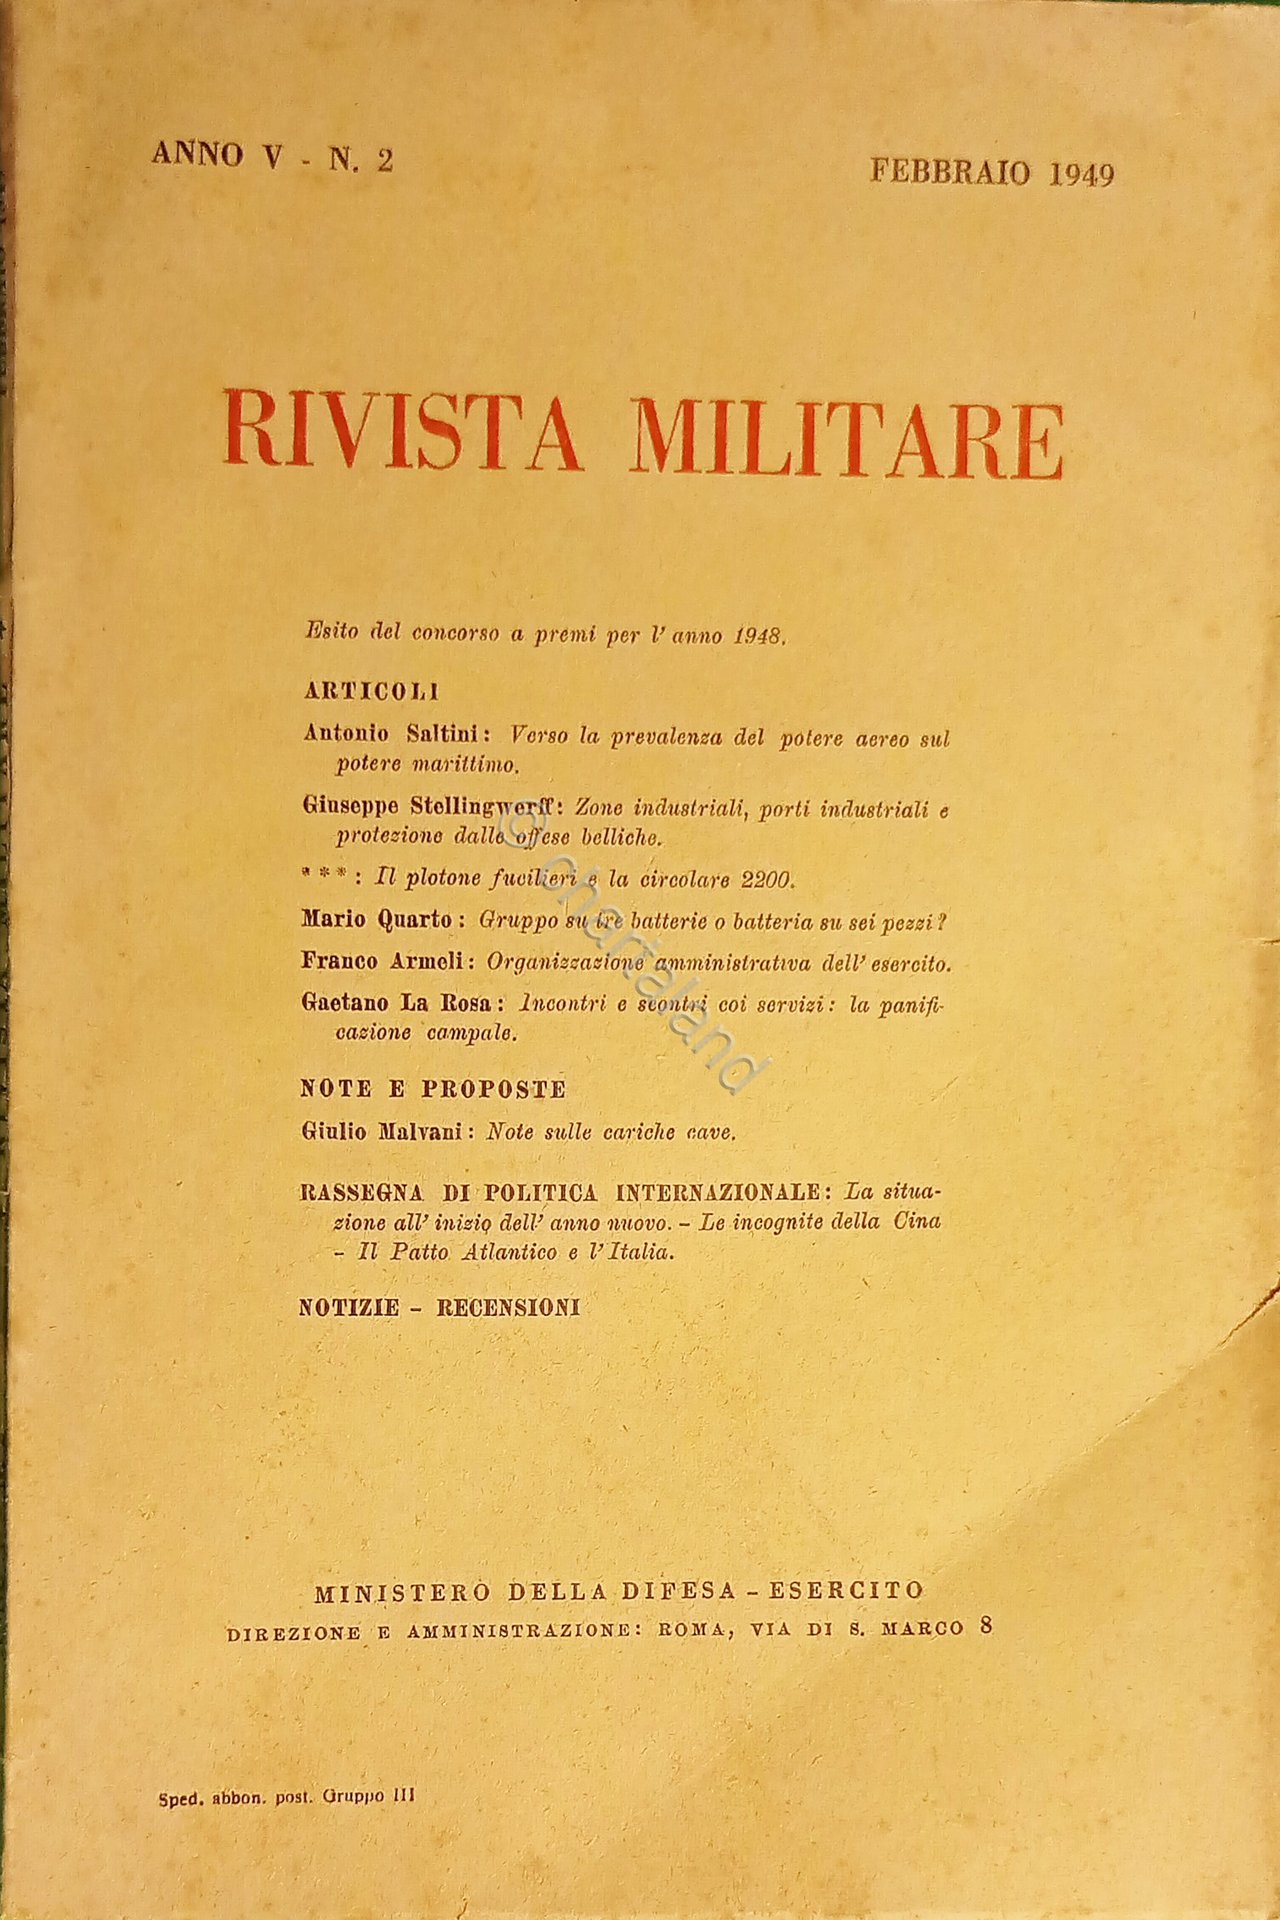 ANNO V - N. 2
FEBBRAIO 1949
RIVISTA MILITARE
Esito del concorso a premi per l' anno 1948.
ARTICOLI
Antonio Saltini: Verso la prevalenza del potere aereo sul
potere marittimo.
Giuseppe Stellingwerff: Zone industriali, porti industriali e
protezione dalle offese belliche.
* * * : Il plotone fucilieri e la circolare 2200.
Mario Quarto: Gruppo su tre batterie o batteria su sei pezzi?
Franco Armeli: Organizzazione amministrativa dell' esercito.
Gaetano La Rosa: Incontri e scontri coi servizi: la panifi-
cazione campale.
NOTE E PROPOSTE
Giulio Malvani: Note sulle cariche cave.
RASSEGNA DI POLITICA INTERNAZIONALE: La situa-
zione all' inizio dell' anno nuovo. - Le incognite della Cina
- Il Patto Atlantico e l' Italia.
NOTIZIE - RECENSIONI
MINISTERO DELLA DIFESA - ESERCITO
DIREZIONE E AMMINISTRAZIONE: ROMA, VIA DI S. MARCO 8
Sped. abbon. post. Gruppo III
© chartaland